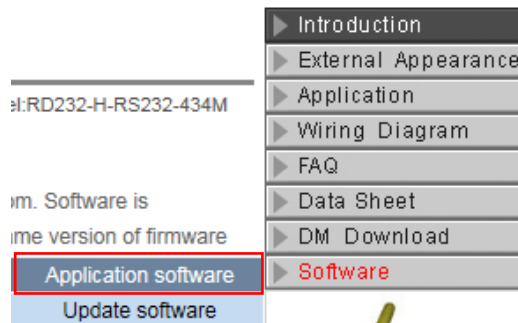 Introduction
External Appearance
Application
Wiring Diagram
FAQ
Data Sheet
DM Download
Software
el:RD232-H-RS232-434M
om. Software is
ame version of firmware
Application software
Update software